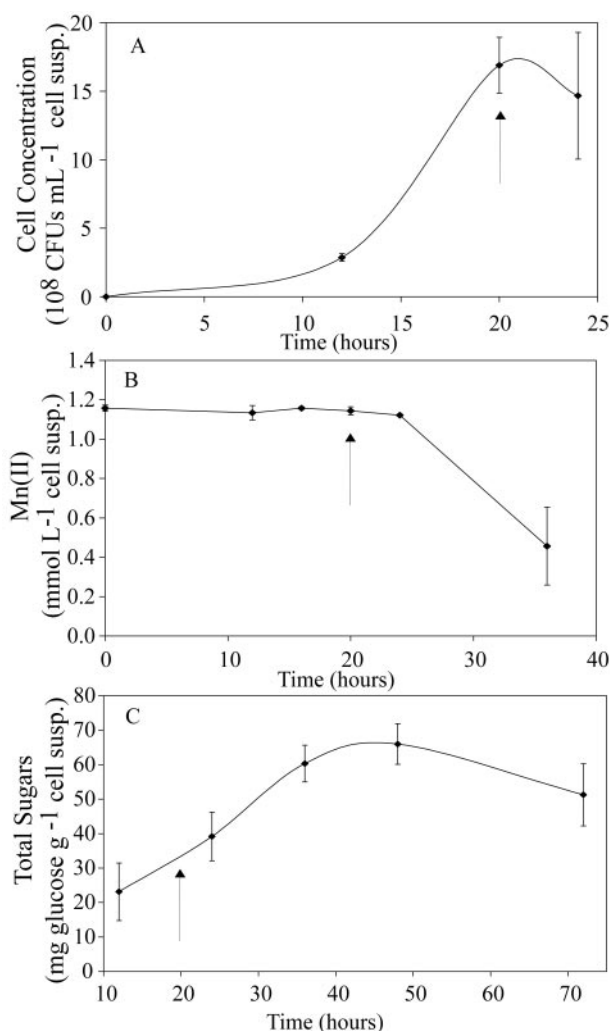 A
Cell Concentration
(10⁸ CFUs mL⁻¹ cell susp.)
20
15
10
5
0
0 5 10 15 20 25
Time (hours)
B
Mn(II)
(mmol L⁻¹ cell susp.)
1.4
1.2
1.0
0.8
0.6
0.4
0.2
0.0
0 10 20 30 40
Time (hours)
C
Total Sugars
(mg glucose g⁻¹ cell susp.)
80
70
60
50
40
30
20
10
0
10 20 30 40 50 60 70
Time (hours)